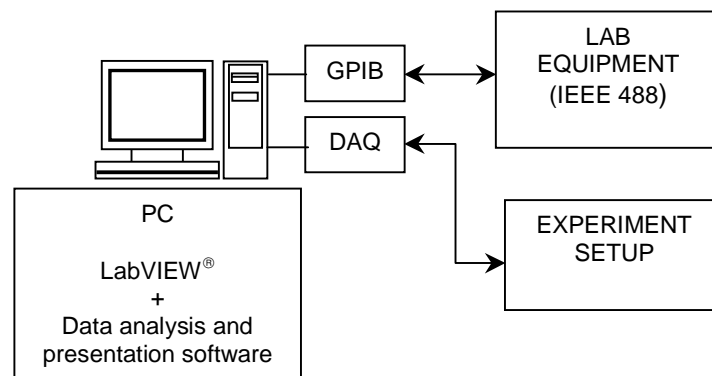 GPIB
LAB
EQUIPMENT
(IEEE 488)
DAQ
PC
LabVIEW®
+
Data analysis and
presentation software
EXPERIMENT
SETUP